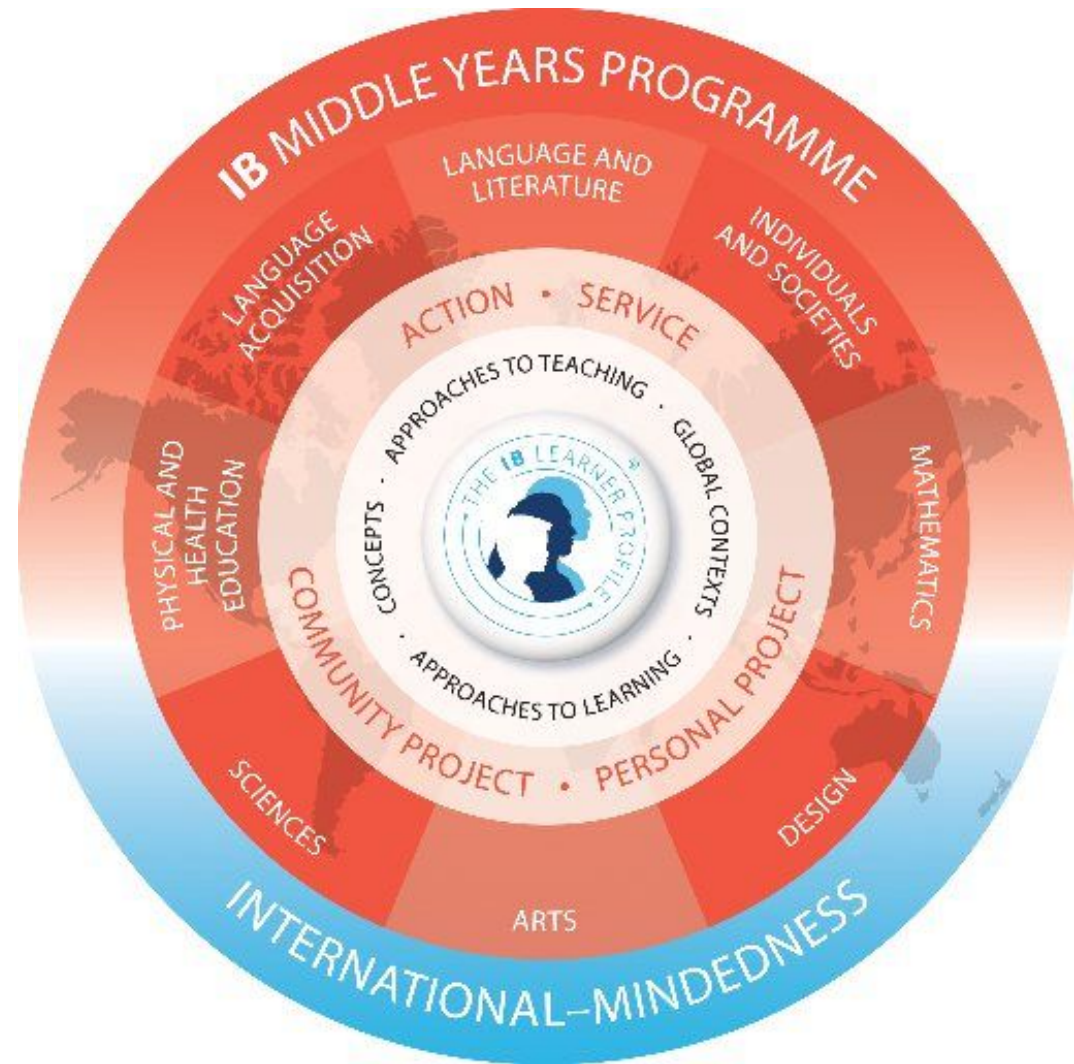 IB MIDDLE YEARS PROGRAMME
LANGUAGE AND
LITERATURE
INDIVIDUALS
AND SOCIETIES
MATHEMATICS
DESIGN
ARTS
SCIENCES
PHYSICAL AND
HEALTH
EDUCATION
LANGUAGE
ACQUISITION
ACTION • SERVICE
PERSONAL PROJECT • COMMUNITY PROJECT
APPROACHES TO TEACHING • GLOBAL CONTEXTS • APPROACHES TO LEARNING • CONCEPTS •
THE IB LEARNER PROFILE
INTERNATIONAL–MINDEDNESS